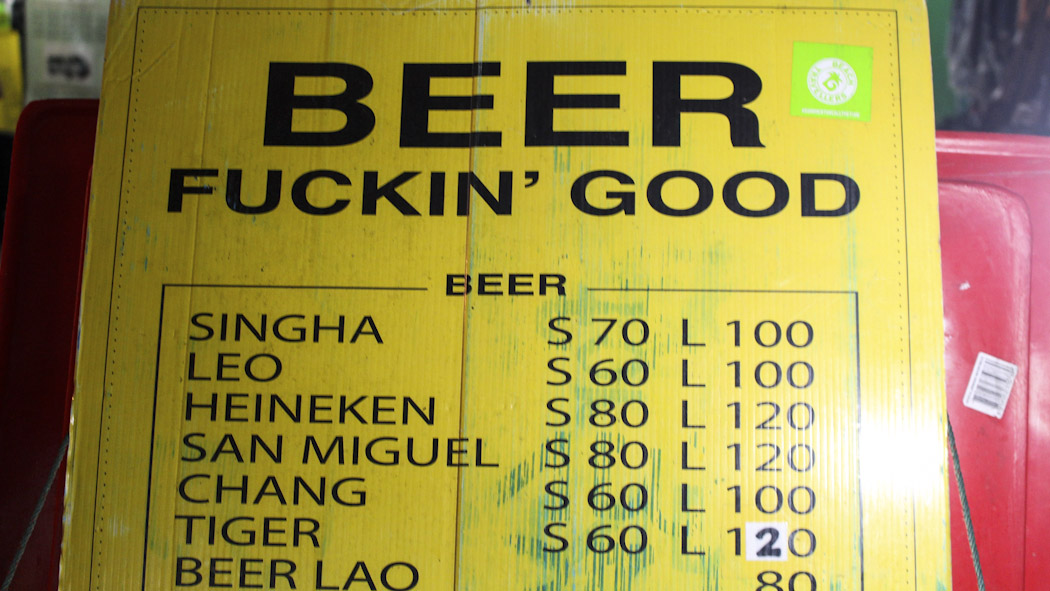 BEER
FUCKIN' GOOD
BEER
SINGHA S 70 L 100
LEO S 60 L 100
HEINEKEN S 80 L 120
SAN MIGUEL S 80 L 120
CHANG S 60 L 100
TIGER S 60 L 120
BEER LAO 80